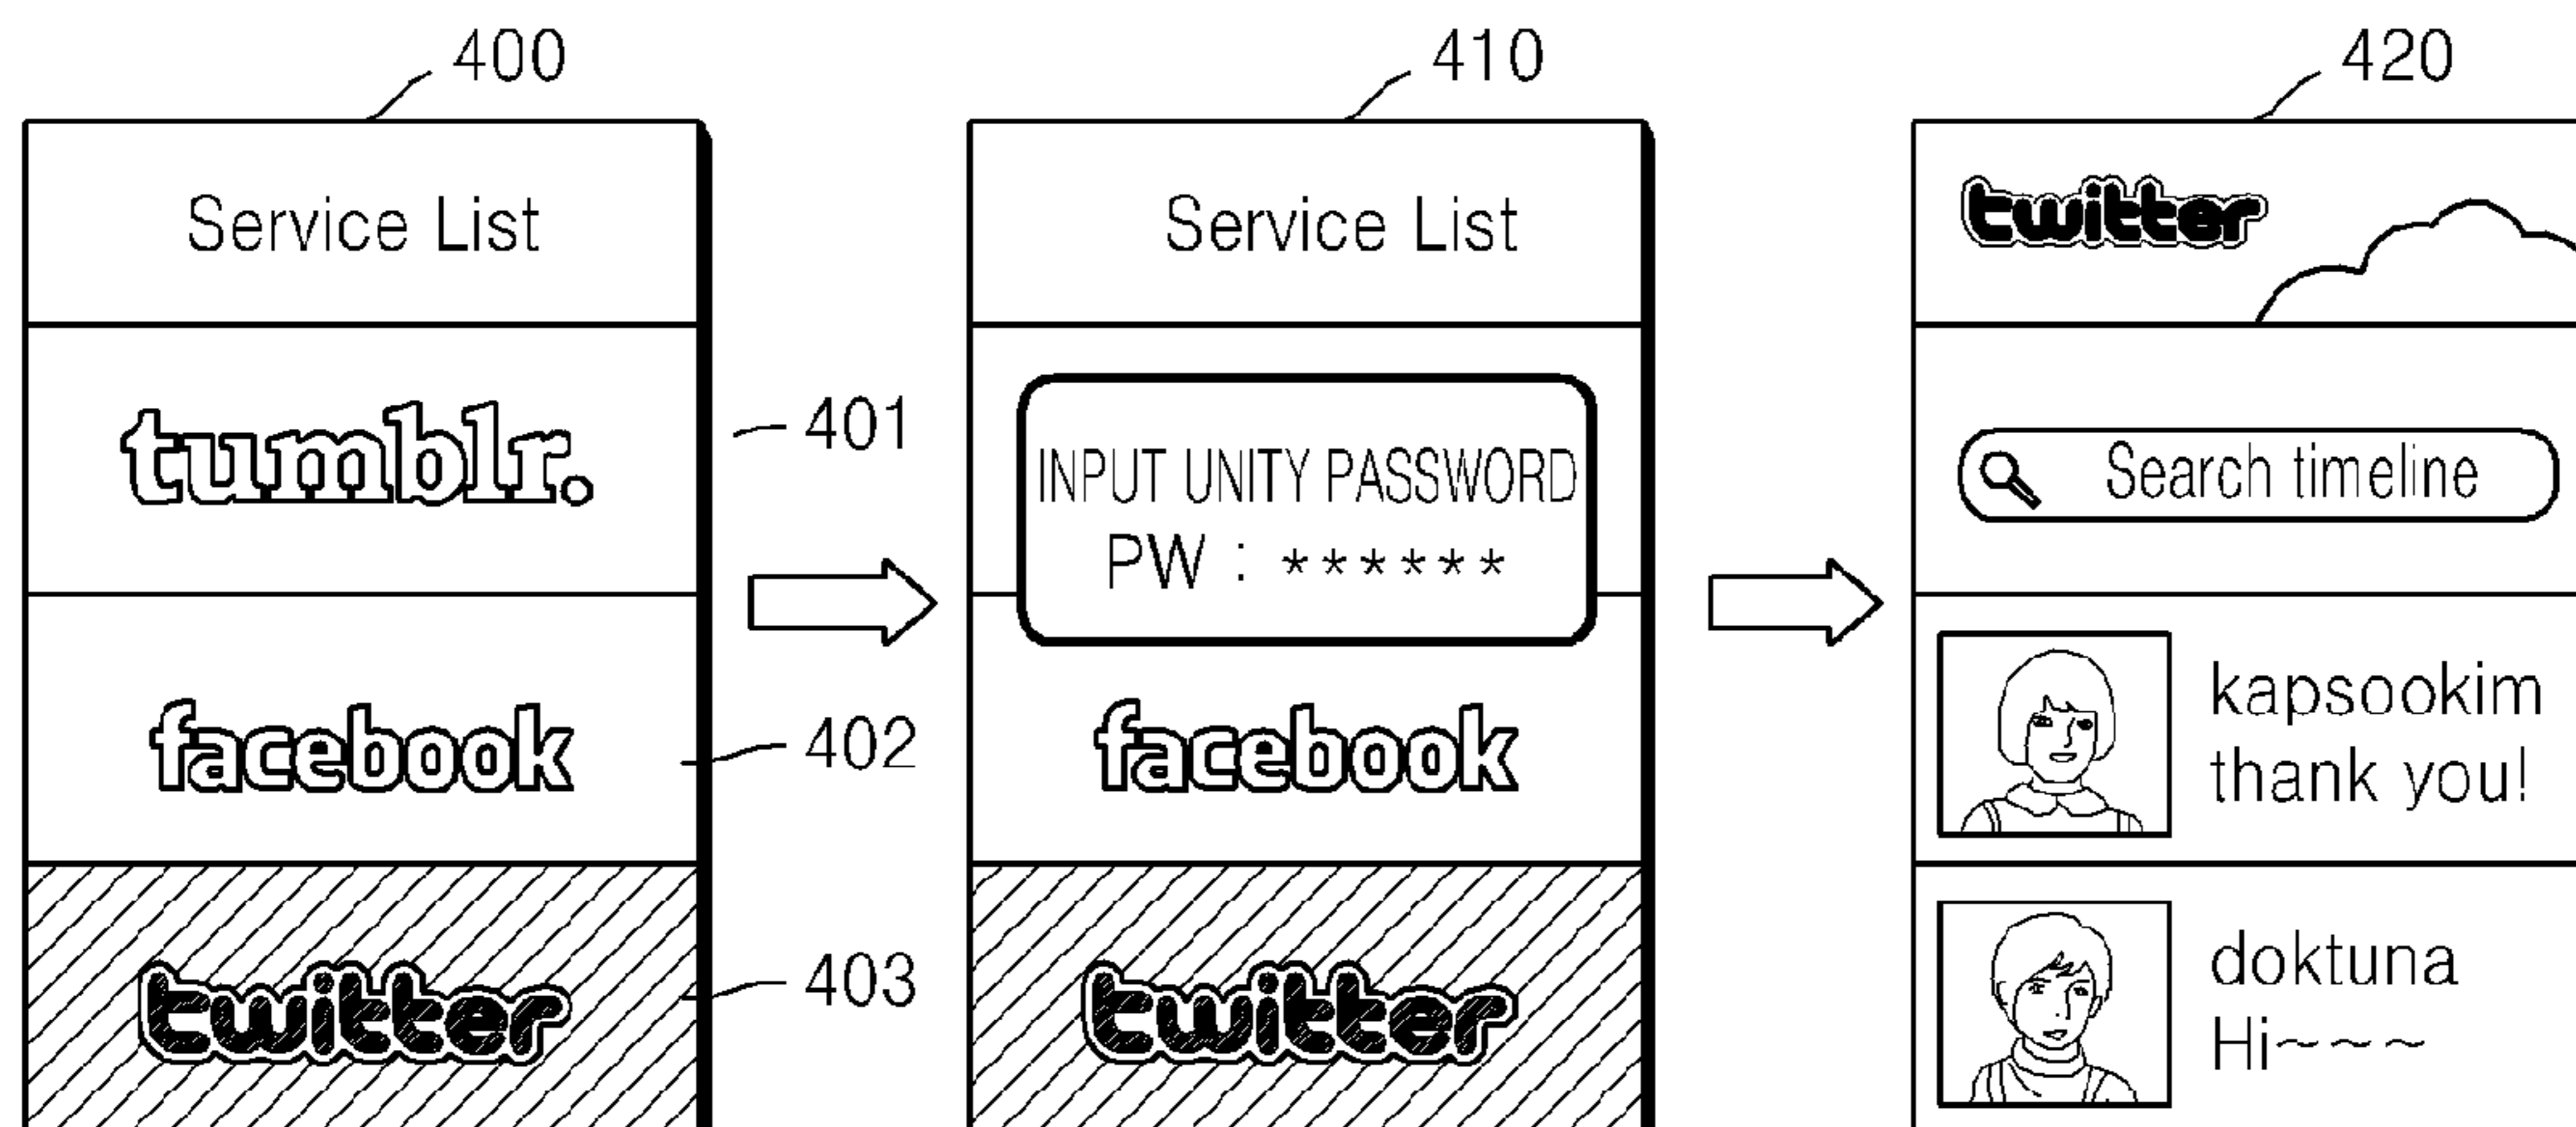 400
Service List
tumblr.
401
facebook
402
twitter
403
410
Service List
INPUT UNITY PASSWORD
PW : ******
facebook
twitter
420
twitter
Search timeline
kapsookim
thank you!
doktuna
Hi~~~